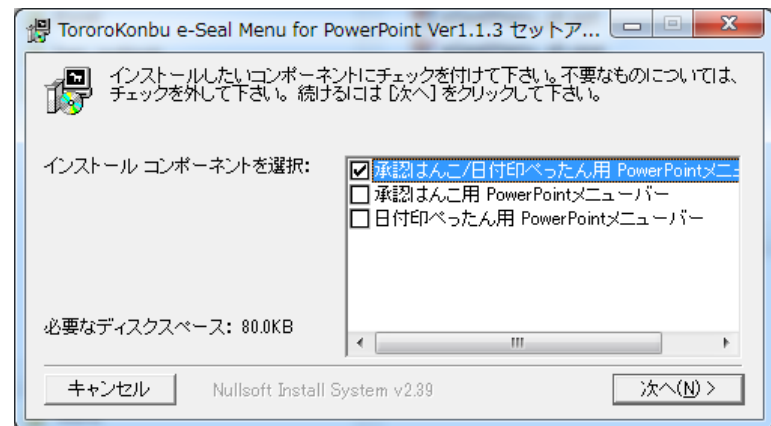 TororoKonbu e-Seal Menu for PowerPoint Ver1.1.3 セットア...
インストールしたいコンポーネントにチェックを付けて下さい。不要なものについては、
チェックを外して下さい。続けるには [次へ] をクリックして下さい。
インストール コンポーネントを選択:
承認はんこ/日付印ぺったん用 PowerPointメニュ
承認はんこ用 PowerPointメニューバー
日付印ぺったん用 PowerPointメニューバー
必要なディスクスペース: 80.0KB
キャンセル
Nullsoft Install System v2.39
次へ(N) >